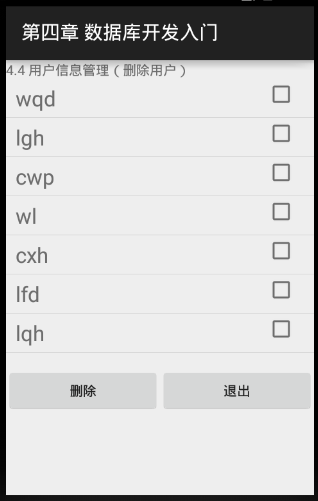 第四章 数据库开发入门
4.4 用户信息管理（删除用户）
wqd
lgh
cwp
wl
cxh
lfd
lqh
删除 退出